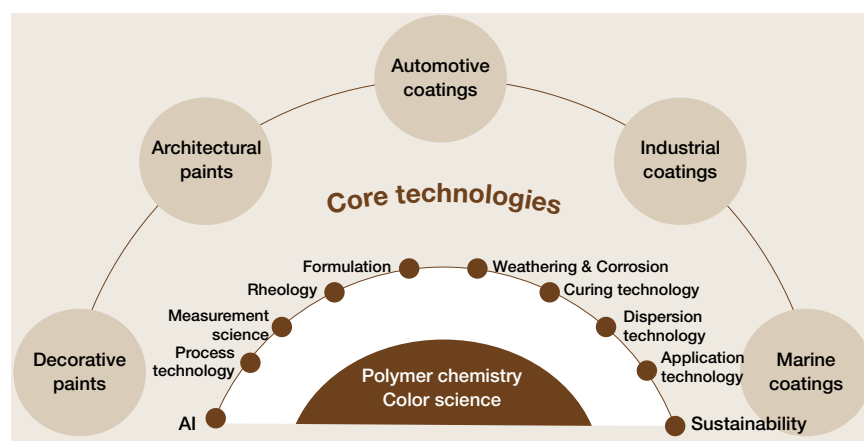 Automotive
coatings
Architectural
paints
Industrial
coatings
Core technologies
Formulation
Weathering & Corrosion
Rheology
Curing technology
Measurement
science
Dispersion
technology
Process
technology
Application
technology
Decorative
paints
Polymer chemistry
Color science
Marine
coatings
AI
Sustainability